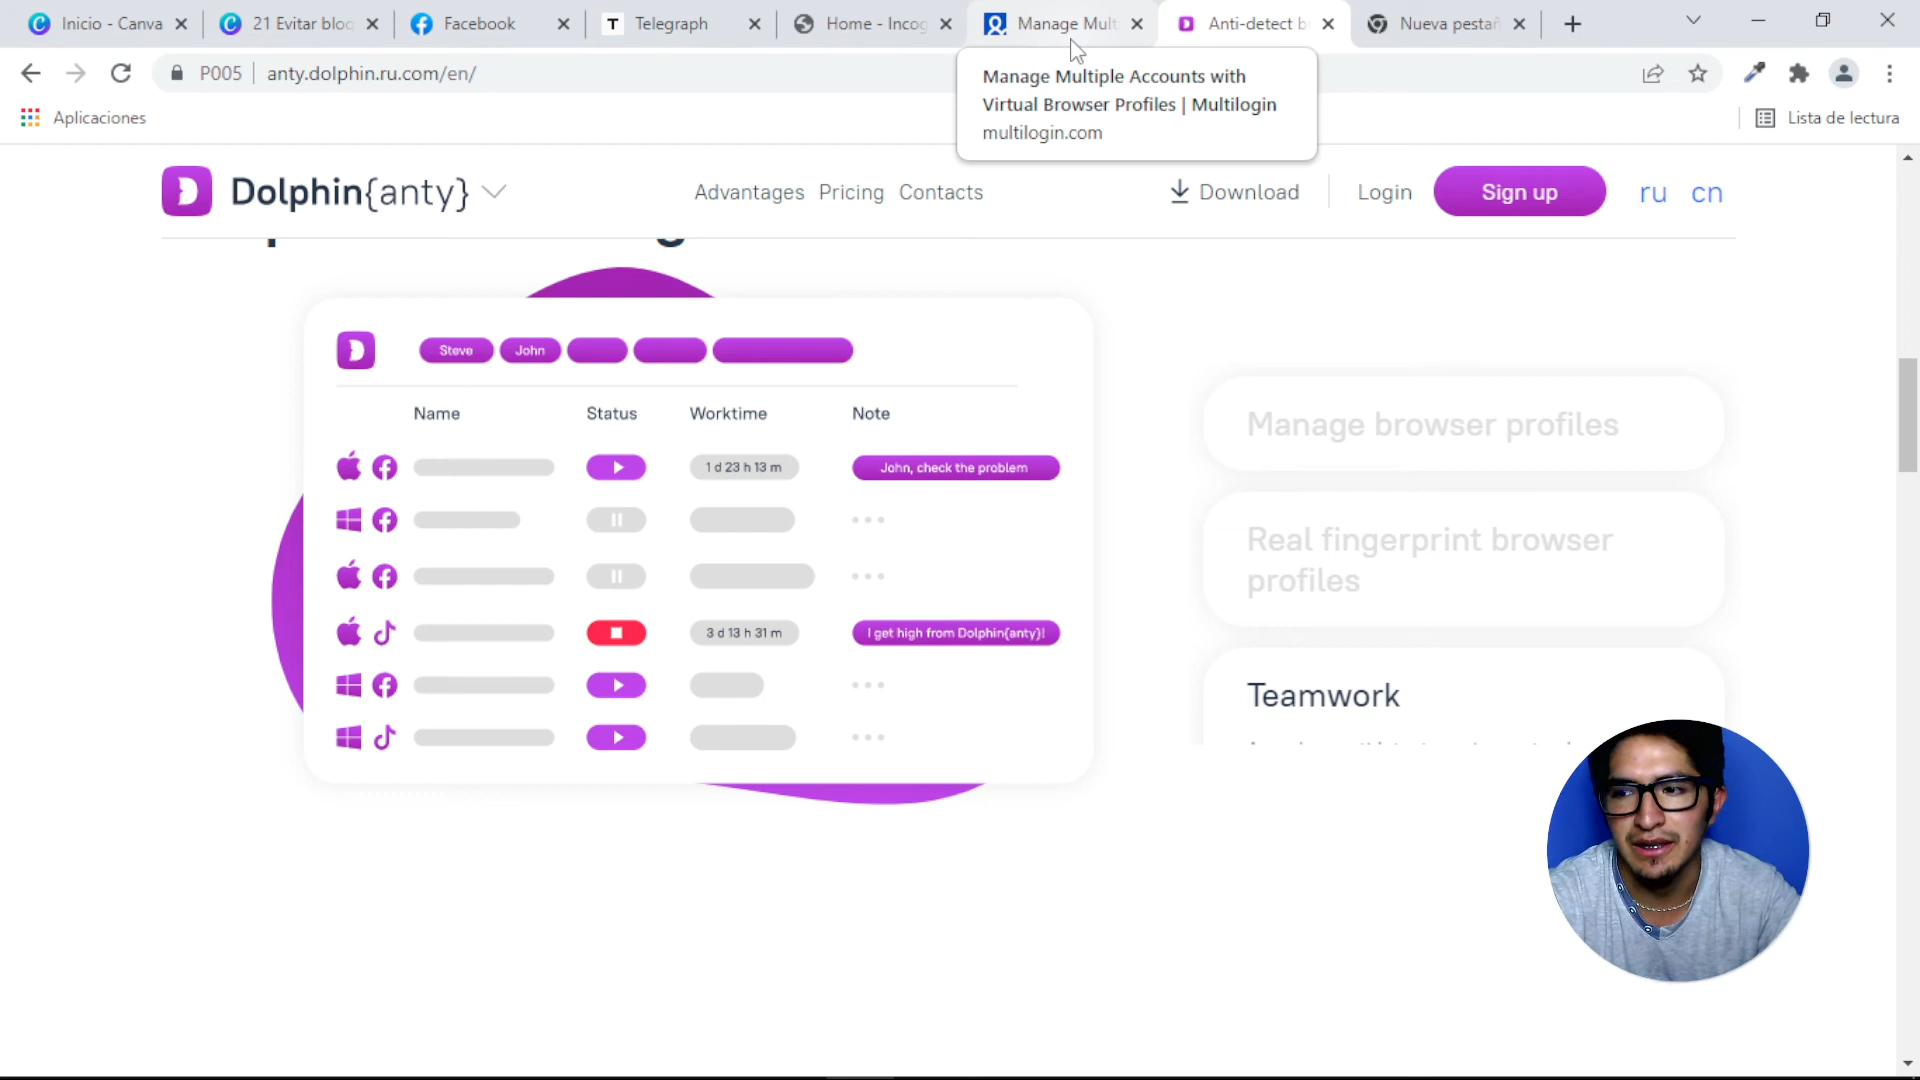 Inicio - Canva
21 Evitar bloq
Facebook
Telegraph
Home - Incog
Manage Mult
Anti-detect b
Nueva pestañ
P005
anty.dolphin.ru.com/en/
Manage Multiple Accounts with
Virtual Browser Profiles | Multilogin
multilogin.com
Aplicaciones
Lista de lectura
Dolphin{anty}
Advantages
Pricing
Contacts
Download
Login
Sign up
ru
cn
Steve
John
Name
Status
Worktime
Note
1 d 23 h 13 m
John, check the problem
3 d 13 h 31 m
I get high from Dolphin{anty}!
Manage browser profiles
Real fingerprint browser
profiles
Teamwork